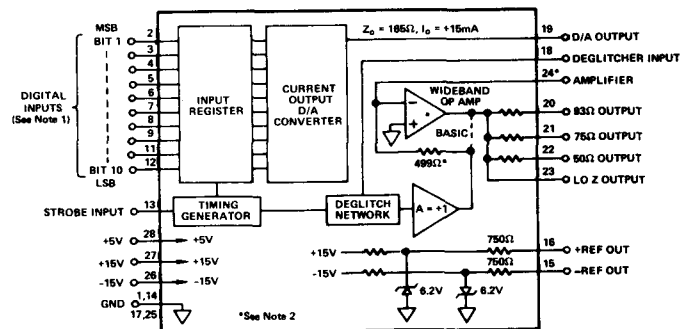 MSB
BIT 1
2
3
4
5
6
7
8
9
11
12
BIT 10
LSB
DIGITAL
INPUTS
(See Note 1)
INPUT
REGISTER
CURRENT
OUTPUT
D/A
CONVERTER
Zo = 165Ω, Io = +15mA
19
D/A OUTPUT
18
DEGLITCHER INPUT
24*
AMPLIFIER
WIDEBAND
OP AMP
*
BASIC
499Ω*
20
93Ω OUTPUT
21
75Ω OUTPUT
22
50Ω OUTPUT
23
LO Z OUTPUT
STROBE INPUT
13
TIMING
GENERATOR
DEGLITCH
NETWORK
A = +1
+5V
28
+5V
+15V
27
+15V
-15V
26
-15V
GND
1,14
17,25
*See Note 2
+15V
750Ω
16
+REF OUT
-15V
750Ω
15
-REF OUT
6.2V
6.2V